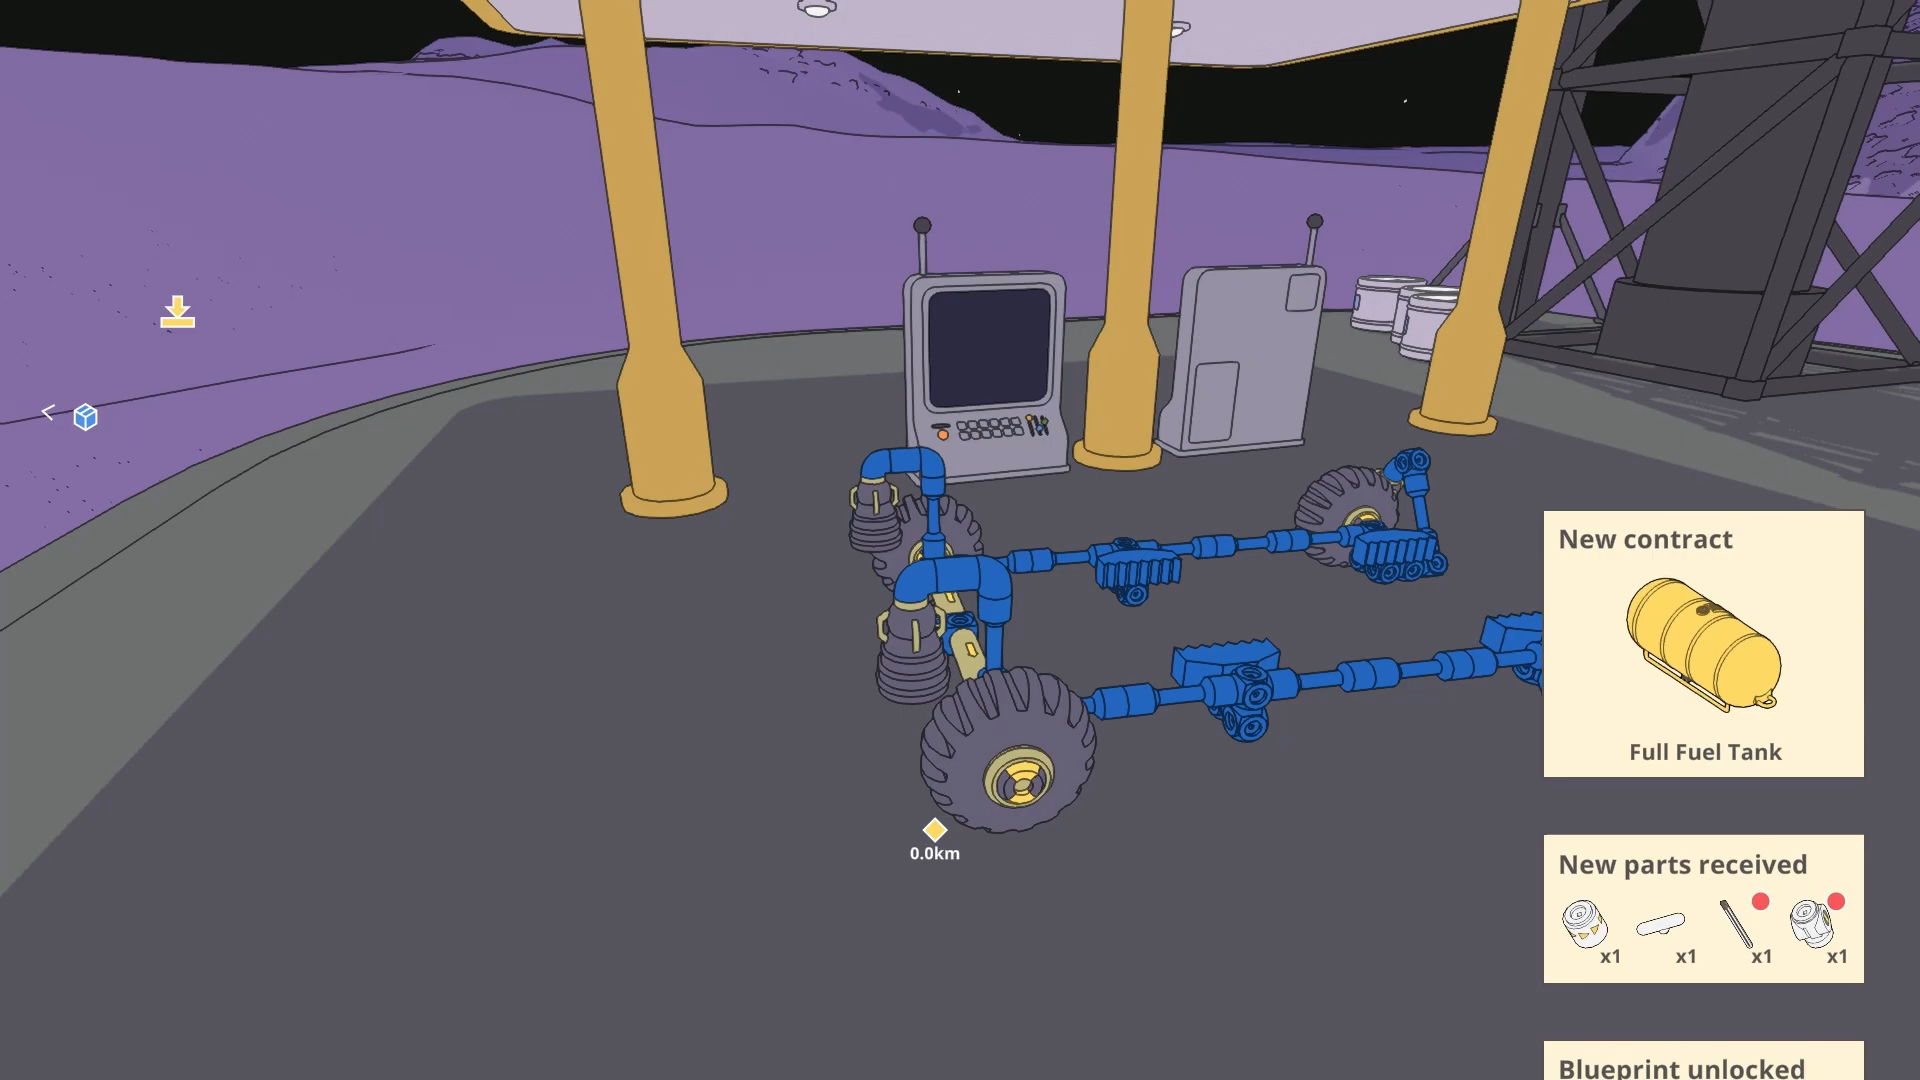 0.0km
New contract
Full Fuel Tank
New parts received
x1 x1 x1 x1
Blueprint unlocked